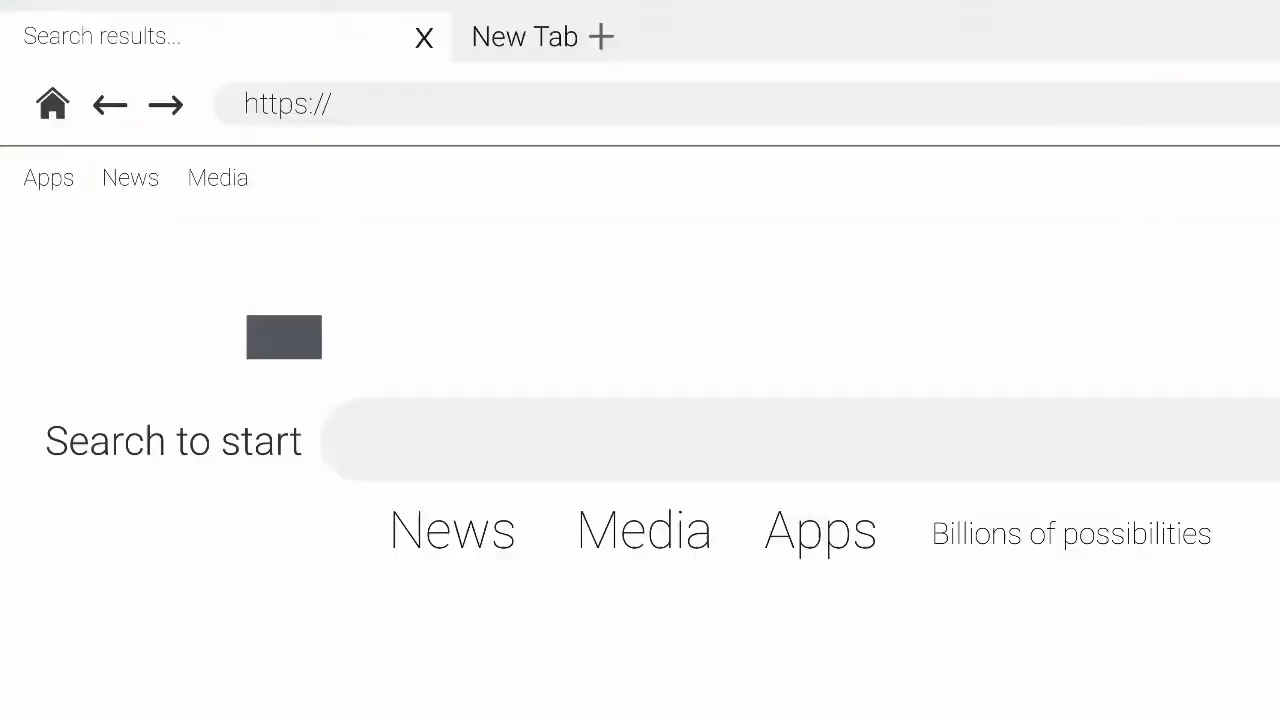 Search results... X New Tab +
https://
Apps News Media
Search to start
News Media Apps Billions of possibilities